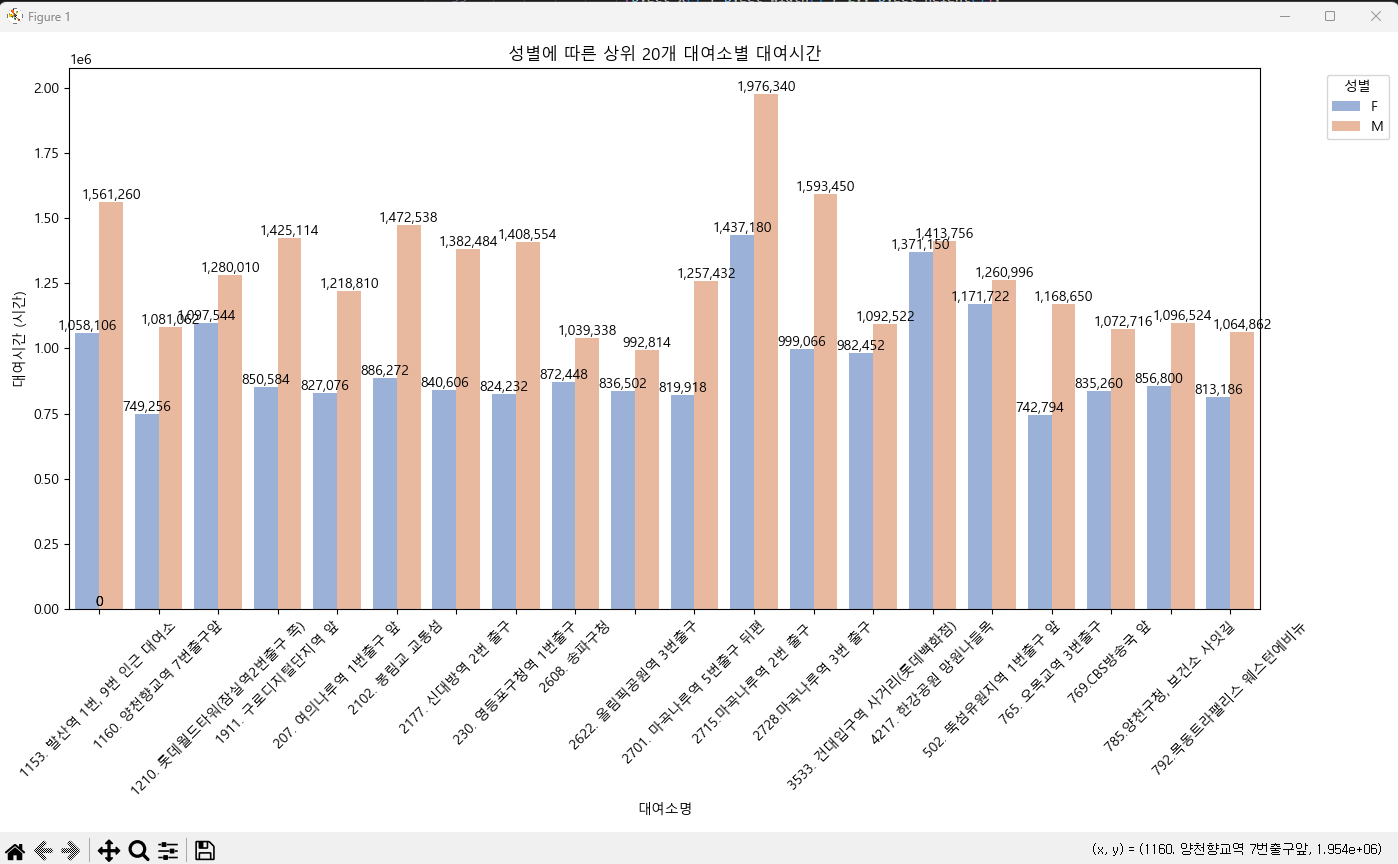 Figure 1
성별에 따른 상위 20개 대여소별 대여시간
1e6
2.00
1.75
1.50
1.25
1.00
0.75
0.50
0.25
0.00
대여시간 (시간)
성별
F
M
1,058,106
1,561,260
749,256
1,081,062
1,097,544
1,280,010
850,584
1,425,114
827,076
1,218,810
886,272
1,472,538
840,606
1,382,484
824,232
1,408,554
872,448
1,039,338
836,502
992,814
819,918
1,257,432
1,437,180
1,976,340
999,066
1,593,450
982,452
1,092,522
1,371,150
1,413,756
1,171,722
1,260,996
742,794
1,168,650
835,260
1,072,716
856,800
1,096,524
813,186
1,064,862
0
1153. 발산역 1번, 9번 인근 대여소
1160. 양천향교역 7번출구앞
1210. 롯데월드타워(잠실역2번출구 쪽)
1911. 구로디지털단지역 앞
207. 여의나루역 1번출구 앞
2102. 봉림교 교통섬
2177. 신대방역 2번 출구
230. 영등포구청역 1번출구
2608. 송파구청
2622. 올림픽공원역 3번출구
2701. 마곡나루역 5번출구 뒤편
2715.마곡나루역 2번 출구
2728.마곡나루역 3번 출구
3533. 건대입구역 사거리(롯데백화점)
4217. 한강공원 망원나들목
502. 뚝섬유원지역 1번출구 앞
765. 오목교역 3번출구
769.CBS방송국 앞
785.양천구청, 보건소 사잇길
792.목동트라팰리스 웨스턴에비뉴
대여소명
(x, y) = (1160. 양천향교역 7번출구앞, 1.954e+06)